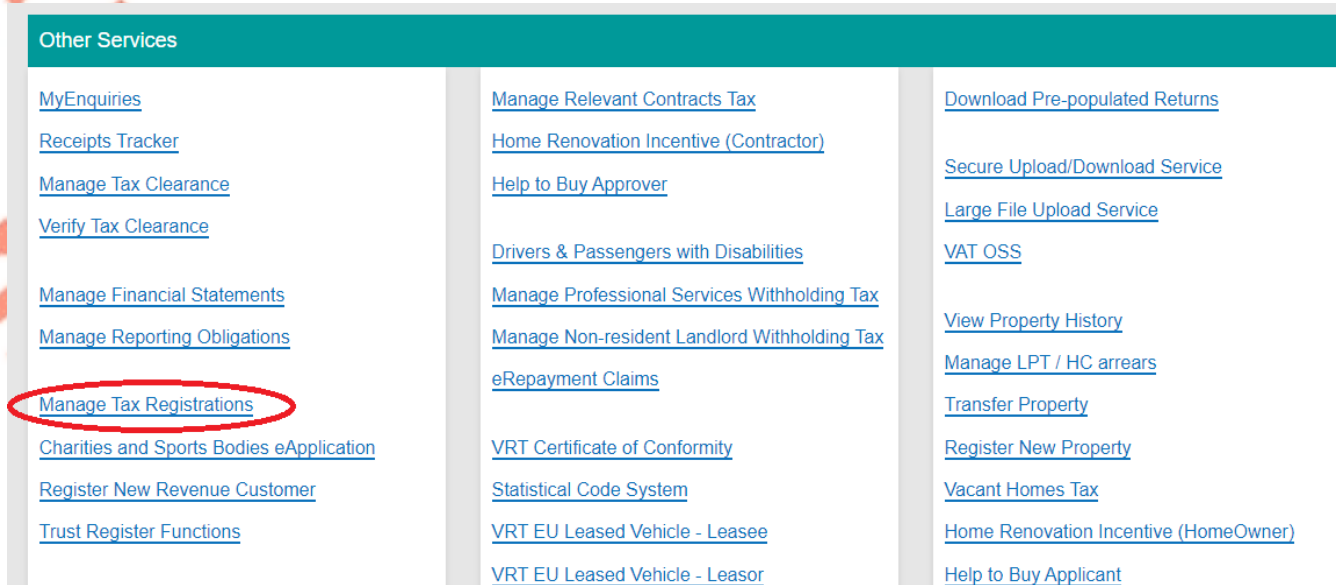 Other Services
MyEnquiries
Receipts Tracker
Manage Tax Clearance
Verify Tax Clearance
Manage Financial Statements
Manage Reporting Obligations
Manage Tax Registrations
Charities and Sports Bodies eApplication
Register New Revenue Customer
Trust Register Functions
Manage Relevant Contracts Tax
Home Renovation Incentive (Contractor)
Help to Buy Approver
Drivers & Passengers with Disabilities
Manage Professional Services Withholding Tax
Manage Non-resident Landlord Withholding Tax
eRepayment Claims
VRT Certificate of Conformity
Statistical Code System
VRT EU Leased Vehicle - Leasee
VRT EU Leased Vehicle - Leasor
Download Pre-populated Returns
Secure Upload/Download Service
Large File Upload Service
VAT OSS
View Property History
Manage LPT / HC arrears
Transfer Property
Register New Property
Vacant Homes Tax
Home Renovation Incentive (HomeOwner)
Help to Buy Applicant